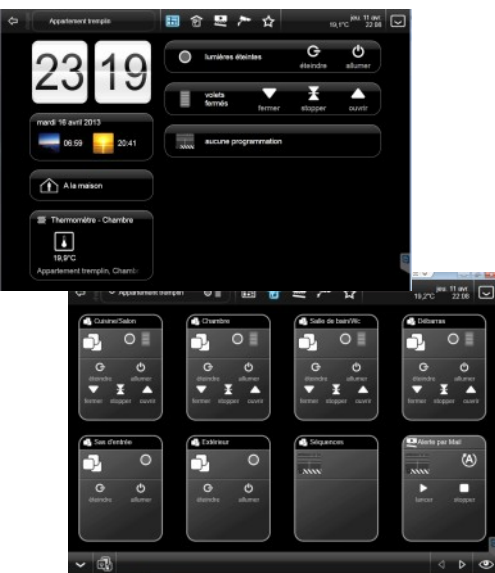 Appartement tremplin
jeu. 11 avr.
19,1°C 22:08
23 19
lumières éteintes
éteindre allumer
volets
fermés
fermer stopper ouvrir
mardi 16 avril 2013
06:59 20:41
aucune programmation
A la maison
Thermomètre - Chambre
19,9°C
Appartement tremplin, Chamb
Appartement tremplin
jeu. 11 avr.
19,2°C 22:06
Cuisine/Salon
Chambre
Salle de bain/Wc
Débarras
éteindre allumer
éteindre allumer
éteindre allumer
éteindre allumer
fermer stopper ouvrir
fermer stopper ouvrir
fermer stopper ouvrir
fermer stopper ouvrir
Sas d'entrée
Extérieur
Séquences
Alerte par Mail
(A)
éteindre allumer
éteindre allumer
lancer stopper